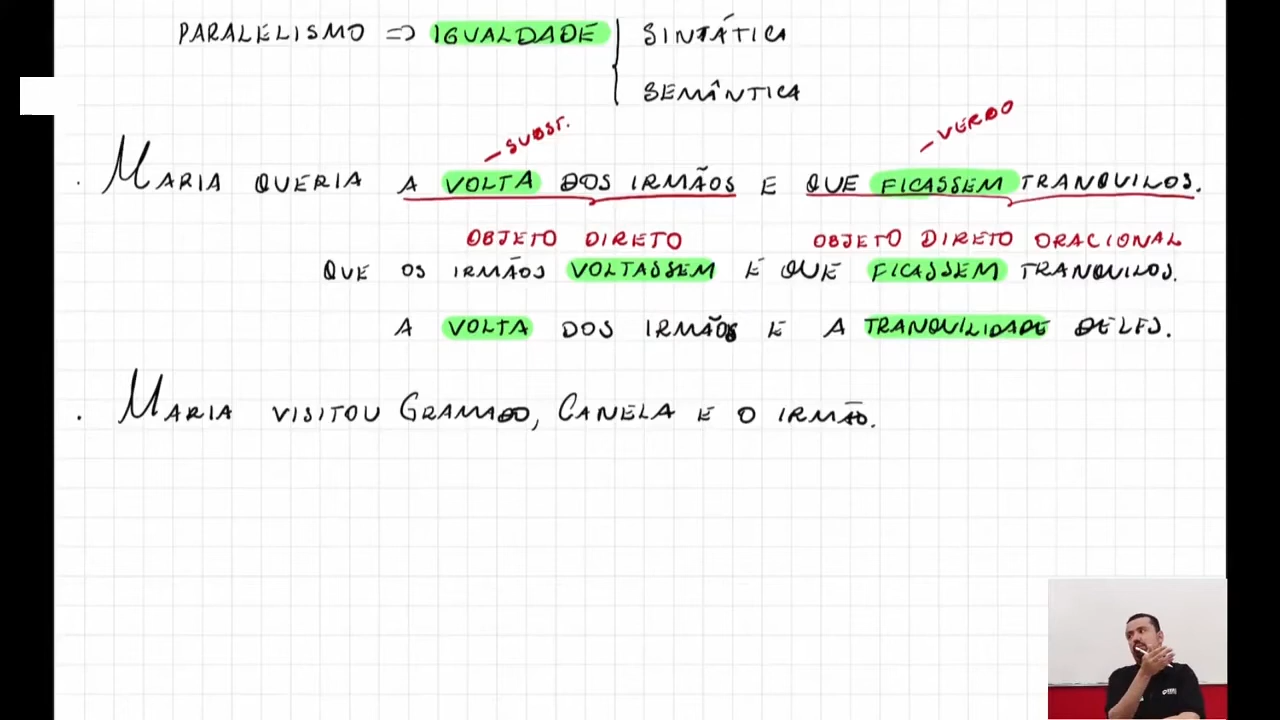 PARALELISMO => IGUALDADE { SINTÁTICA
SEMÂNTICA
SUBST.
VERBO
. MARIA QUERIA A VOLTA DOS IRMÃOS E QUE FICASSEM TRANQUILOS.
OBJETO DIRETO OBJETO DIRETO ORACIONAL
QUE OS IRMÃOS VOLTASSEM E QUE FICASSEM TRANQUILOS.
A VOLTA DOS IRMÃOS E A TRANQUILIDADE DELES.
. MARIA VISITOU GRAMADO, CANELA E O IRMÃO.